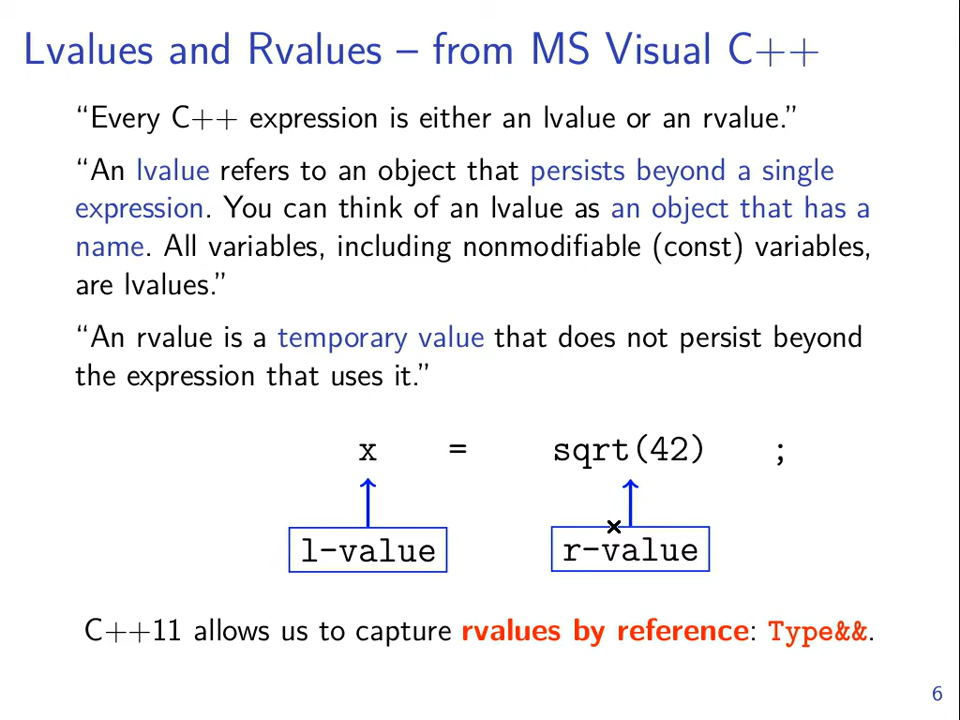 Lvalues and Rvalues – from MS Visual C++
“Every C++ expression is either an lvalue or an rvalue.”
“An lvalue refers to an object that persists beyond a single
expression. You can think of an lvalue as an object that has a
name. All variables, including nonmodifiable (const) variables,
are lvalues.”
“An rvalue is a temporary value that does not persist beyond
the expression that uses it.”
x = sqrt(42) ;
l-value r-value
C++11 allows us to capture rvalues by reference: Type&&.
6